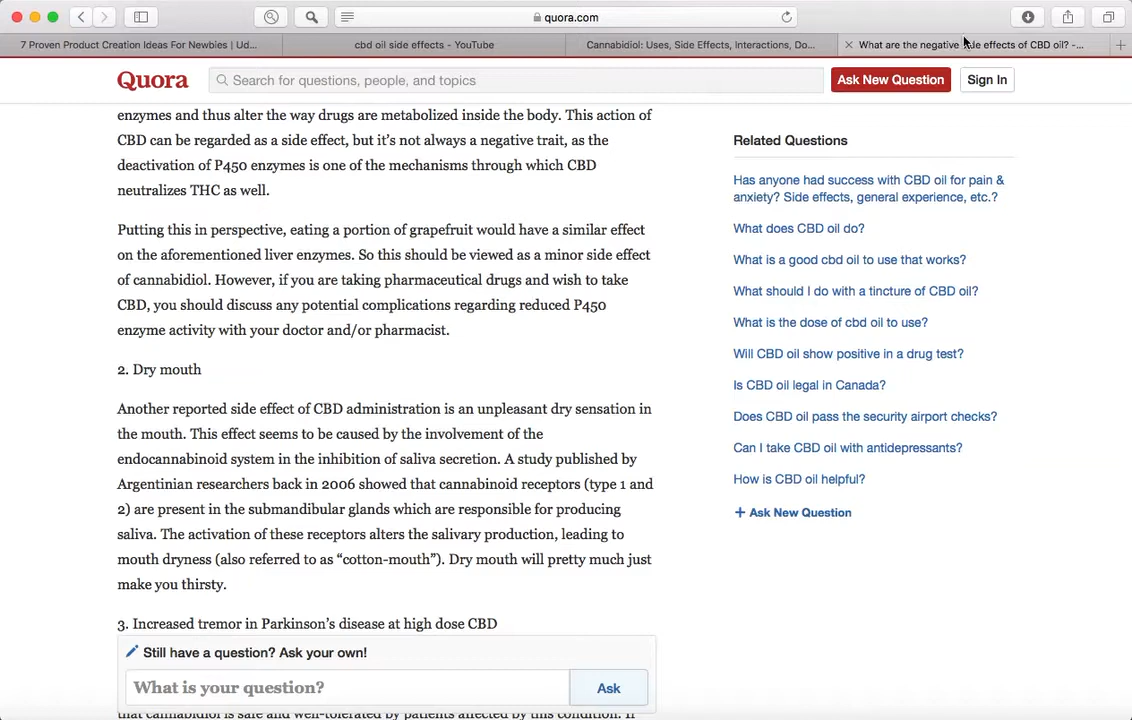 quora.com
7 Proven Product Creation Ideas For Newbies | Ud...
cbd oil side effects - YouTube
Cannabidiol: Uses, Side Effects, Interactions, Do...
What are the negative side effects of CBD oil? -...
Quora
Search for questions, people, and topics
Ask New Question
Sign In
enzymes and thus alter the way drugs are metabolized inside the body. This action of
CBD can be regarded as a side effect, but it's not always a negative trait, as the
deactivation of P450 enzymes is one of the mechanisms through which CBD
neutralizes THC as well.
Putting this in perspective, eating a portion of grapefruit would have a similar effect
on the aforementioned liver enzymes. So this should be viewed as a minor side effect
of cannabidiol. However, if you are taking pharmaceutical drugs and wish to take
CBD, you should discuss any potential complications regarding reduced P450
enzyme activity with your doctor and/or pharmacist.
2. Dry mouth
Another reported side effect of CBD administration is an unpleasant dry sensation in
the mouth. This effect seems to be caused by the involvement of the
endocannabinoid system in the inhibition of saliva secretion. A study published by
Argentinian researchers back in 2006 showed that cannabinoid receptors (type 1 and
2) are present in the submandibular glands which are responsible for producing
saliva. The activation of these receptors alters the salivary production, leading to
mouth dryness (also referred to as “cotton-mouth”). Dry mouth will pretty much just
make you thirsty.
3. Increased tremor in Parkinson's disease at high dose CBD
Still have a question? Ask your own!
What is your question?
Ask
that cannabidiol is safe and well-tolerated by patients affected by this condition. If
Related Questions
Has anyone had success with CBD oil for pain &
anxiety? Side effects, general experience, etc.?
What does CBD oil do?
What is a good cbd oil to use that works?
What should I do with a tincture of CBD oil?
What is the dose of cbd oil to use?
Will CBD oil show positive in a drug test?
Is CBD oil legal in Canada?
Does CBD oil pass the security airport checks?
Can I take CBD oil with antidepressants?
How is CBD oil helpful?
+ Ask New Question